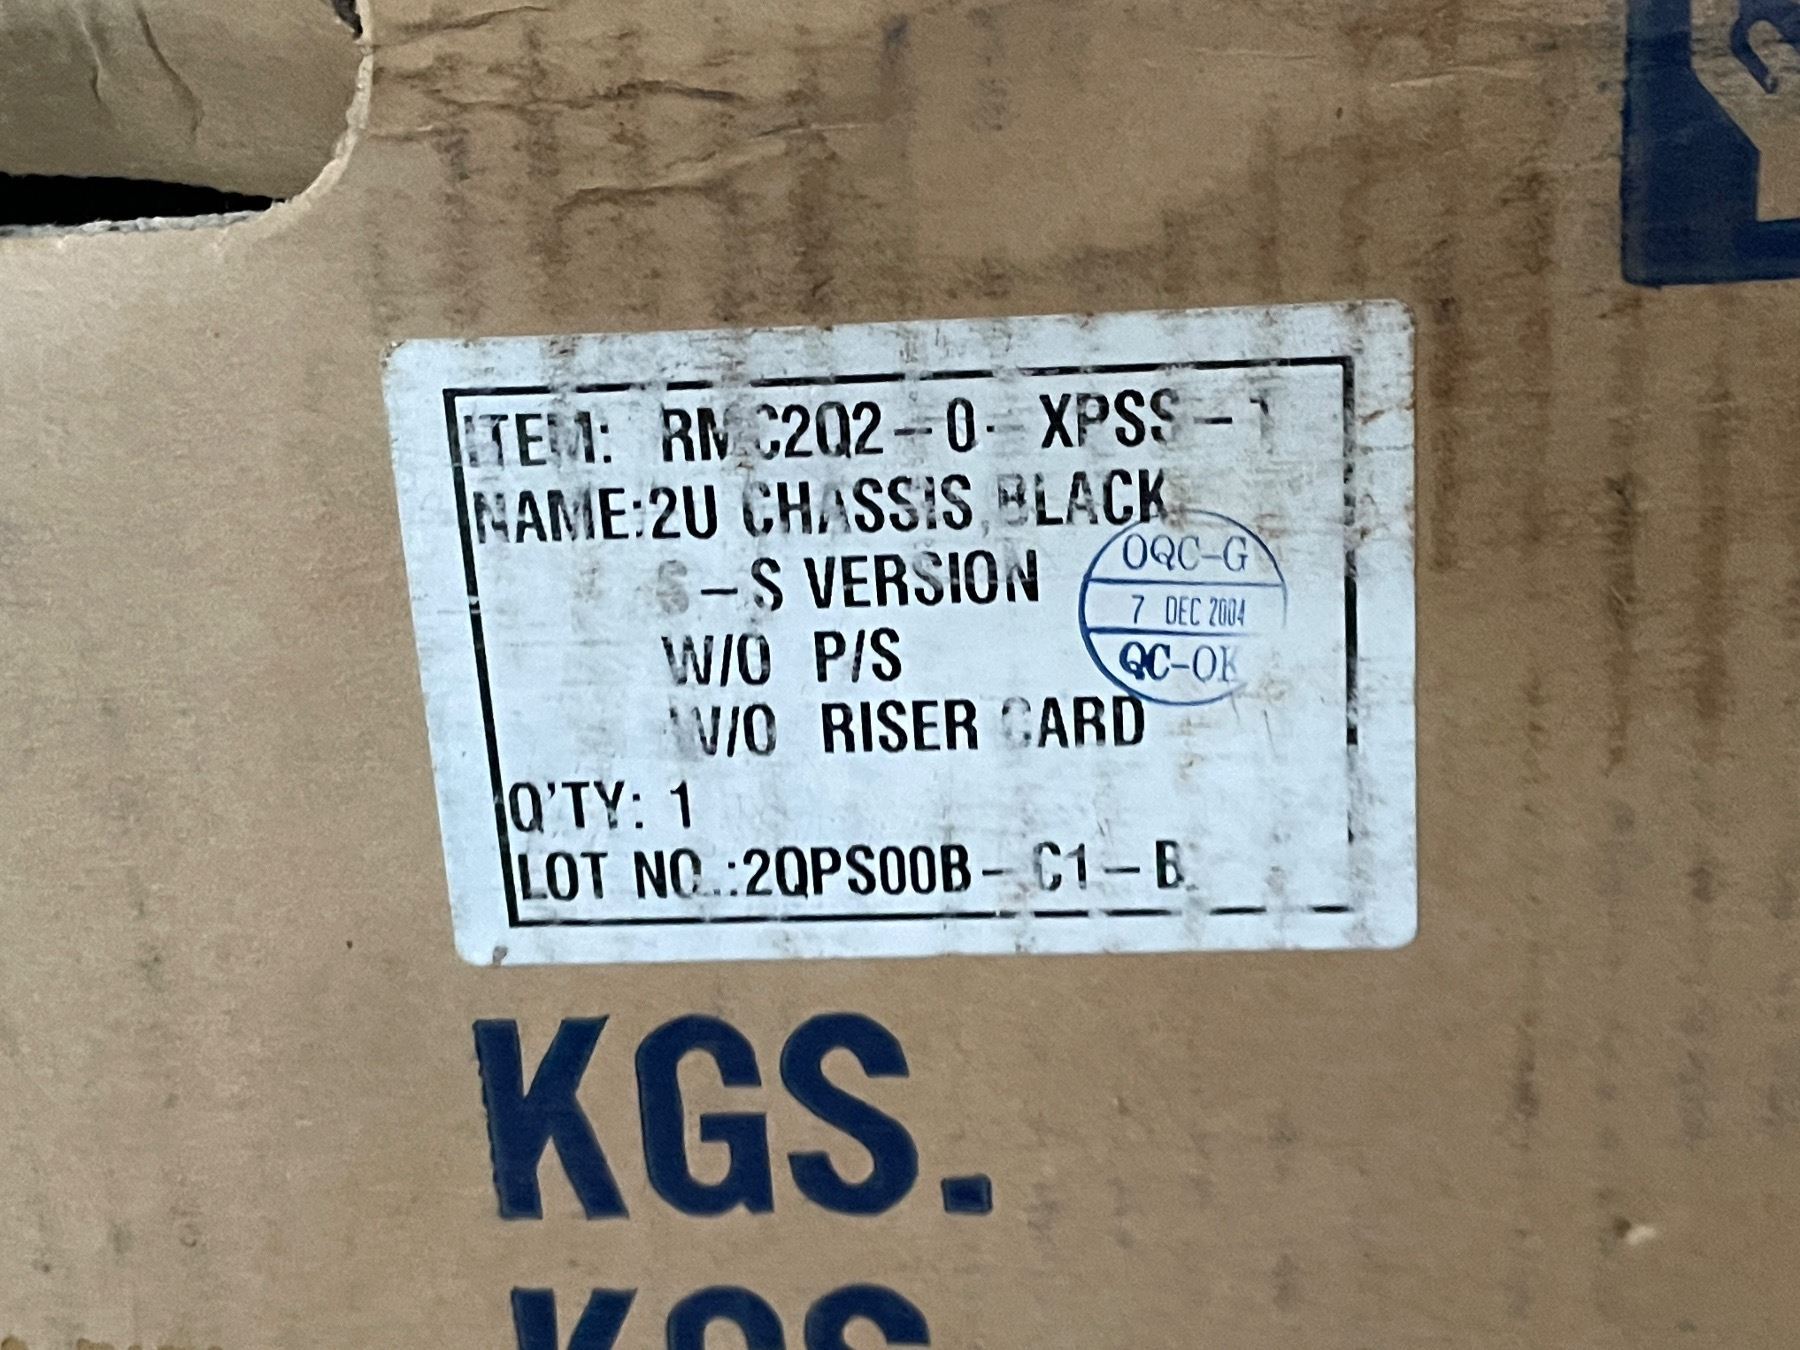 ITEM: RMC2Q2-0-XPSS-1
NAME:2U CHASSIS,BLACK
S-S VERSION
W/O P/S
W/O RISER CARD
Q'TY: 1
LOT NO.:2QPS00B-C1-B
OQC-G
7 DEC 2004
QC-OK
KGS.
KGS.